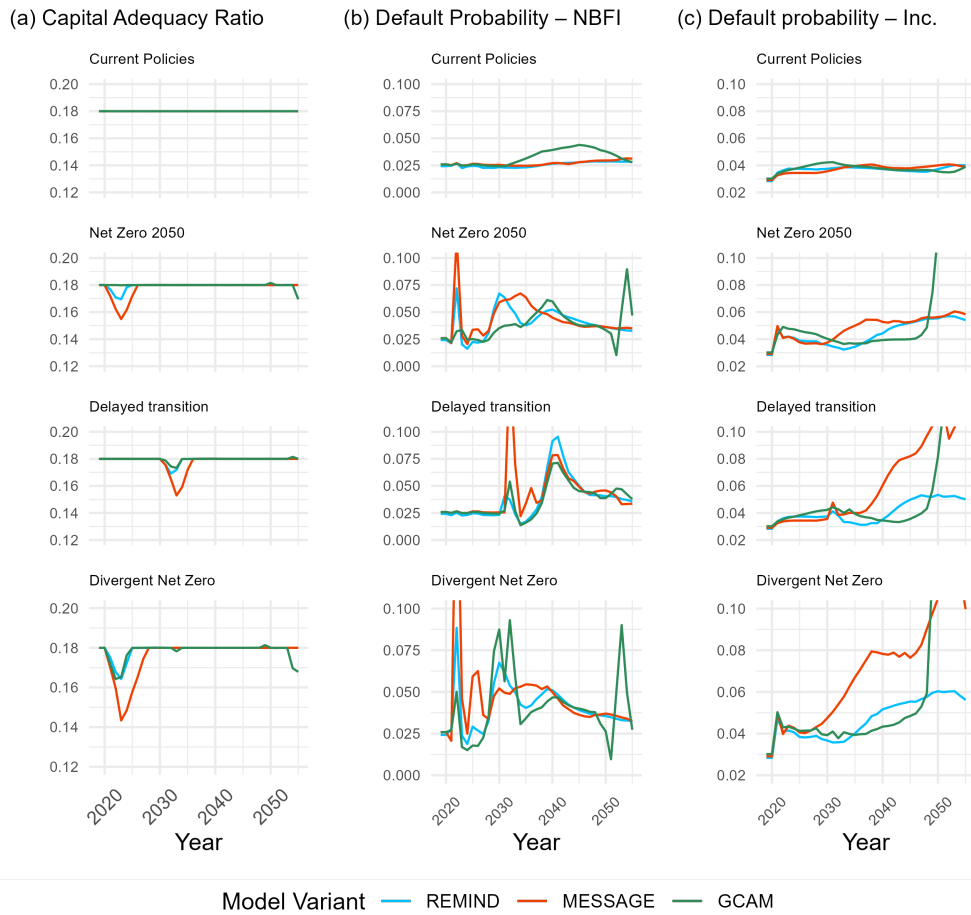 (a) Capital Adequacy Ratio
(b) Default Probability – NBFI
(c) Default probability – Inc.
Current Policies
Current Policies
Current Policies
0.20
0.18
0.16
0.14
0.12
0.100
0.075
0.050
0.025
0.000
0.10
0.08
0.06
0.04
0.02
Net Zero 2050
Net Zero 2050
Net Zero 2050
0.20
0.18
0.16
0.14
0.12
0.100
0.075
0.050
0.025
0.000
0.10
0.08
0.06
0.04
0.02
Delayed transition
Delayed transition
Delayed transition
0.20
0.18
0.16
0.14
0.12
0.100
0.075
0.050
0.025
0.000
0.10
0.08
0.06
0.04
0.02
Divergent Net Zero
Divergent Net Zero
Divergent Net Zero
0.20
0.18
0.16
0.14
0.12
0.100
0.075
0.050
0.025
0.000
0.10
0.08
0.06
0.04
0.02
2020 2030 2040 2050
2020 2030 2040 2050
2020 2030 2040 2050
Year
Year
Year
Model Variant REMIND MESSAGE GCAM